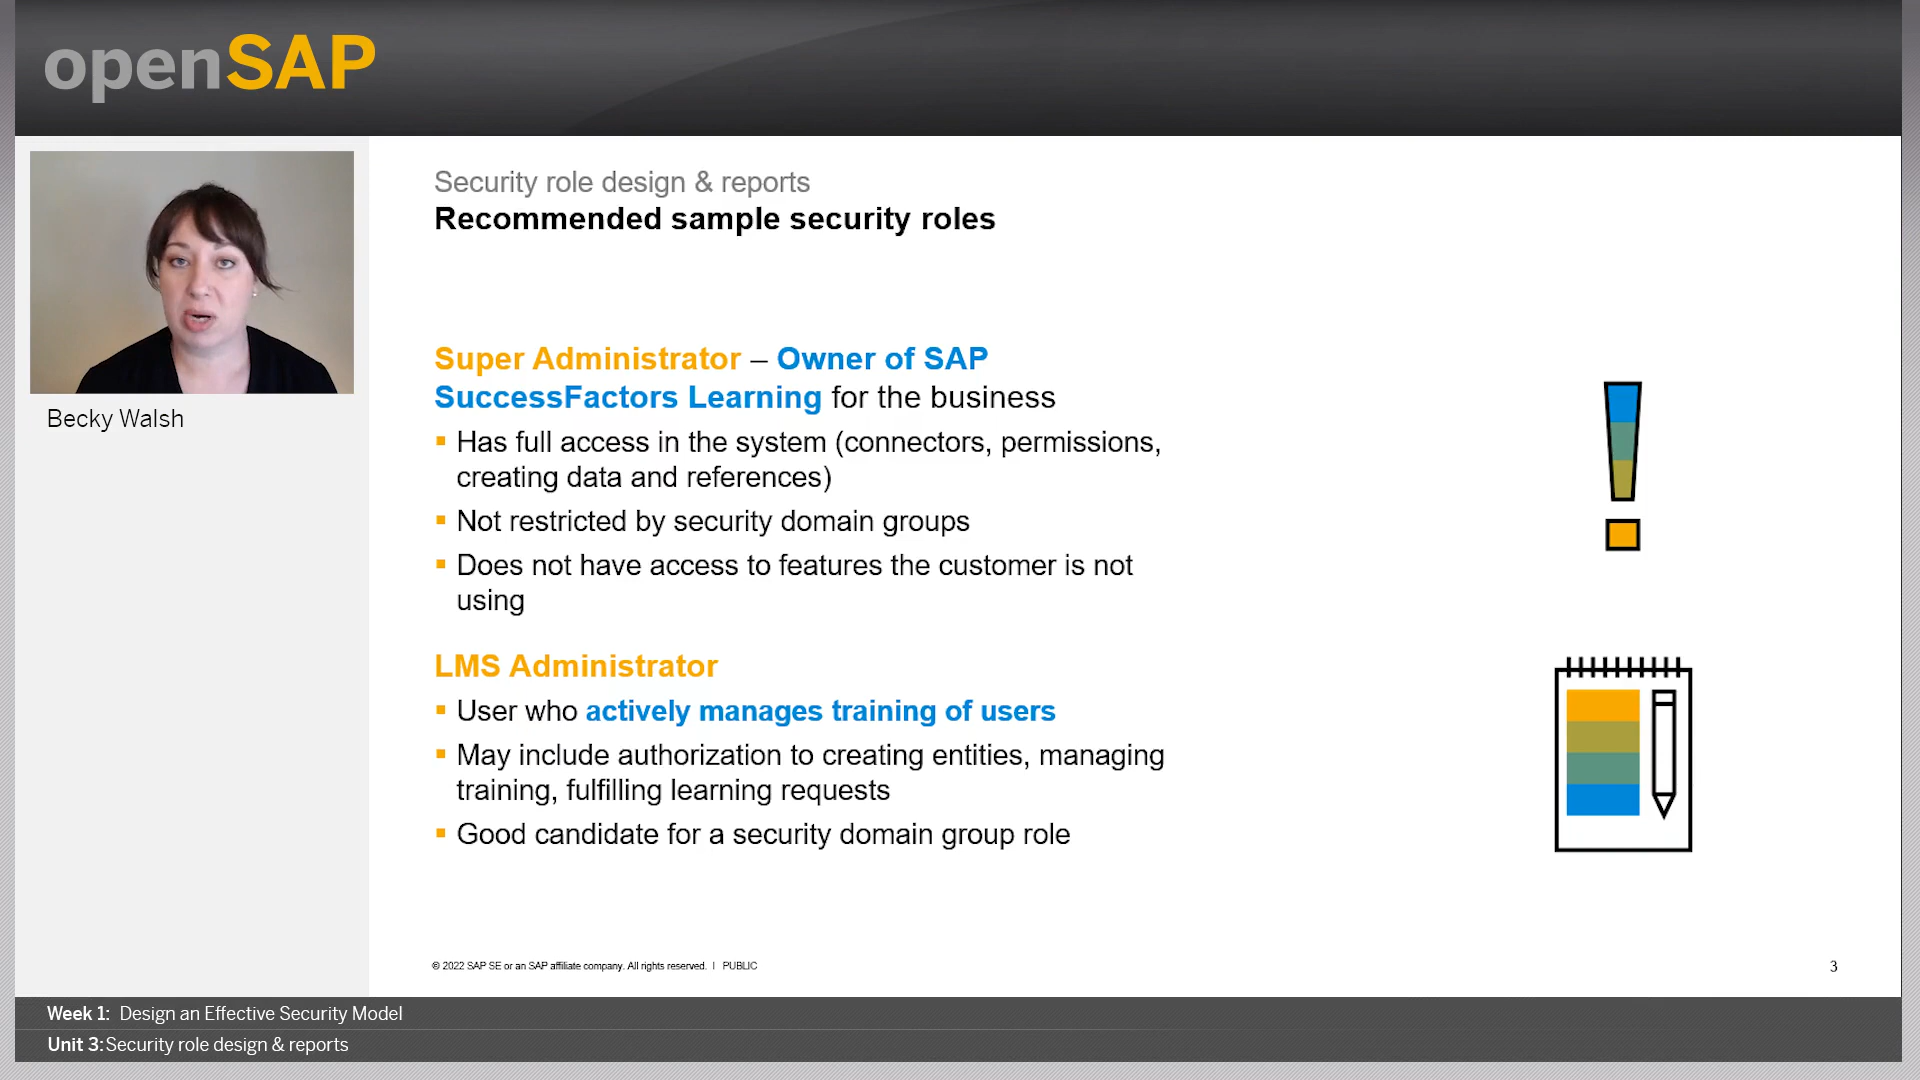 openSAP
Becky Walsh
Security role design & reports
Recommended sample security roles
Super Administrator – Owner of SAP
SuccessFactors Learning for the business
Has full access in the system (connectors, permissions,
creating data and references)
Not restricted by security domain groups
Does not have access to features the customer is not
using
LMS Administrator
User who actively manages training of users
May include authorization to creating entities, managing
training, fulfilling learning requests
Good candidate for a security domain group role
© 2022 SAP SE or an SAP affiliate company. All rights reserved. | PUBLIC
3
Week 1: Design an Effective Security Model
Unit 3: Security role design & reports